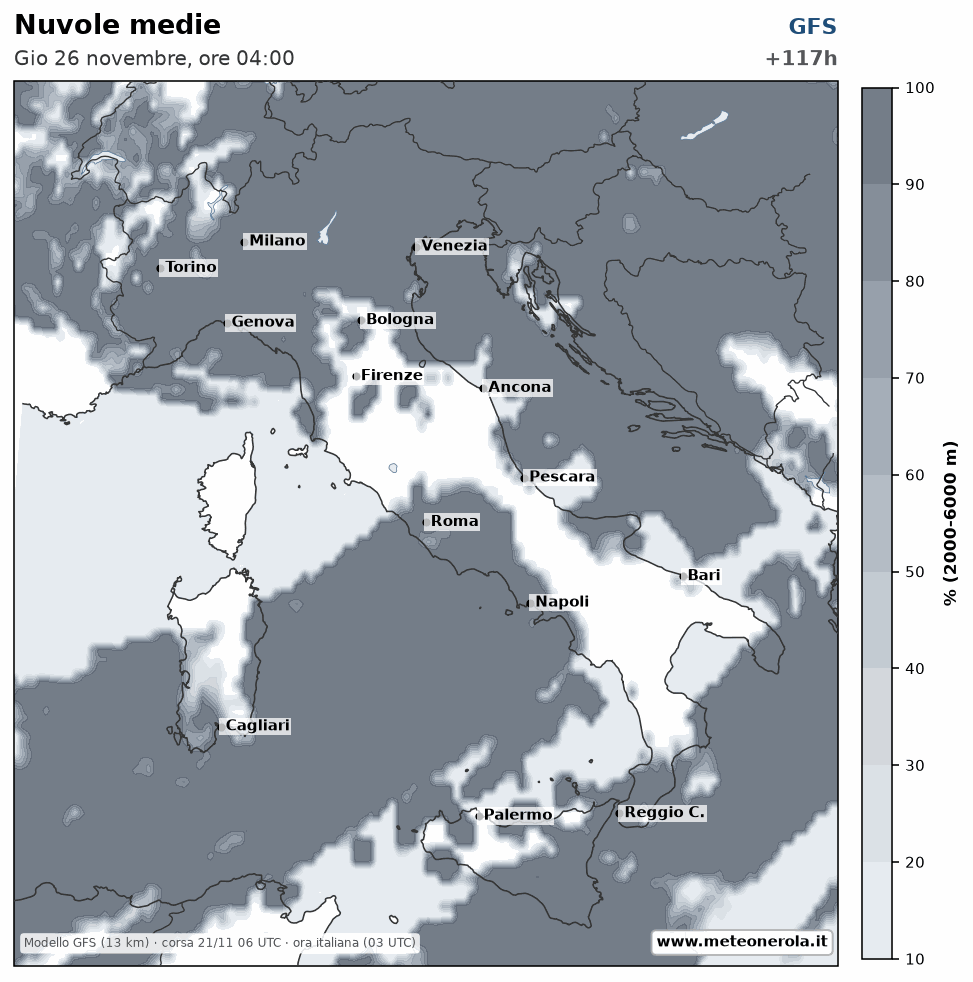 Nuvole medie
GFS
Gio 26 novembre, ore 04:00
+117h
Milano
Venezia
Torino
Genova
Bologna
Firenze
Ancona
Pescara
Roma
Bari
Napoli
Cagliari
Palermo
Reggio C.
100
90
80
70
60
50
40
30
20
10
% (2000-6000 m)
Modello GFS (13 km) · corsa 21/11 06 UTC · ora italiana (03 UTC)
www.meteonerola.it